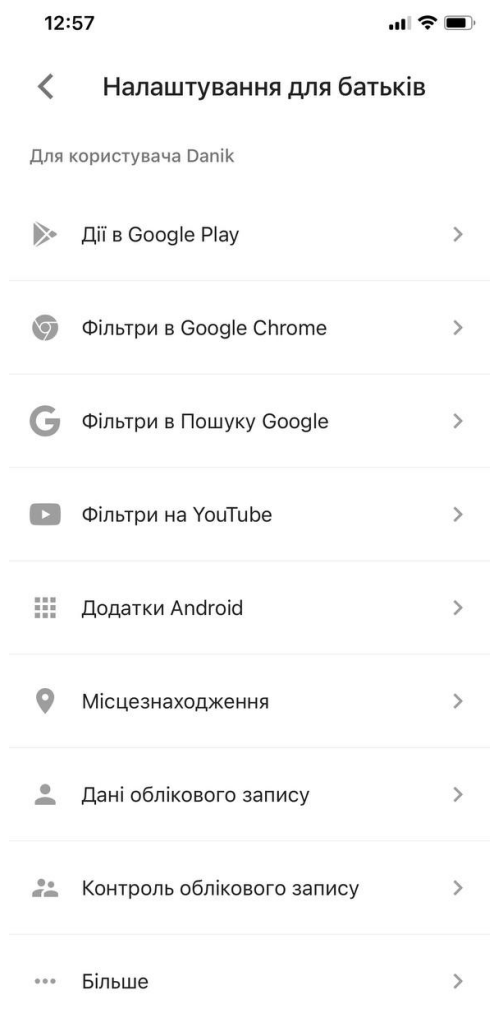 12:57
Налаштування для батьків
Для користувача Danik
Дії в Google Play
Фільтри в Google Chrome
Фільтри в Пошуку Google
Фільтри на YouTube
Додатки Android
Місцезнаходження
Дані облікового запису
Контроль облікового запису
Більше